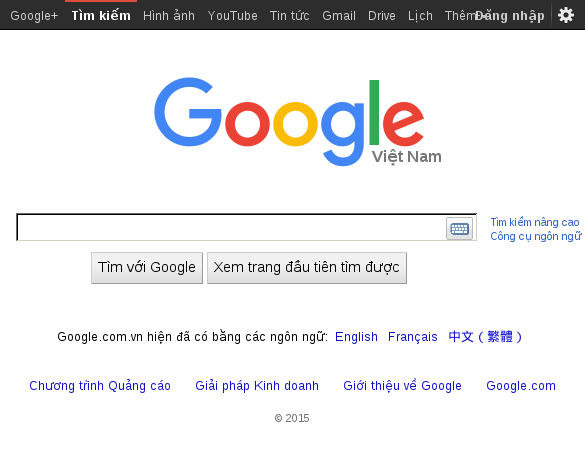 Google+ Tìm kiếm Hình ảnh YouTube Tin tức Gmail Drive Lịch Thêm Đăng nhập
Google
Việt Nam
Tìm kiếm nâng cao
Công cụ ngôn ngữ
Tìm với Google Xem trang đầu tiên tìm được
Google.com.vn hiện đã có bằng các ngôn ngữ: English Français 中文 ( 繁體 )
Chương trình Quảng cáo Giải pháp Kinh doanh Giới thiệu về Google Google.com
© 2015